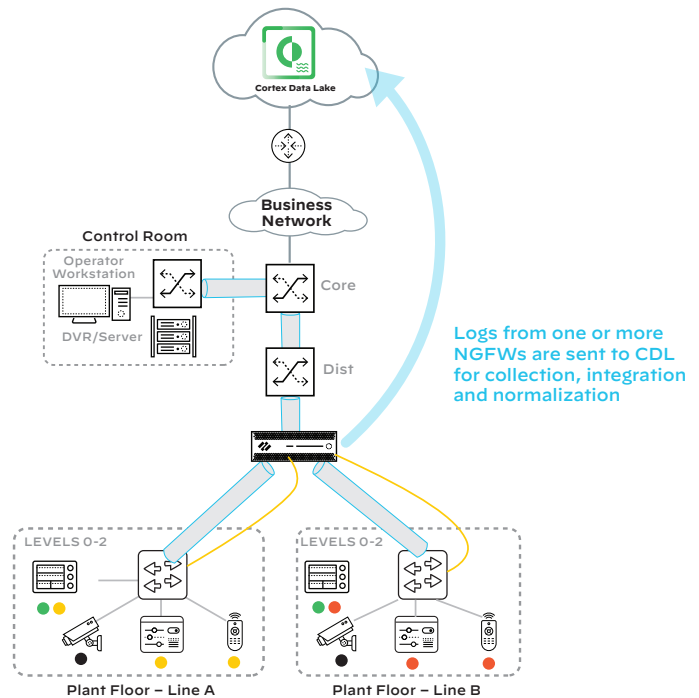 Cortex Data Lake
Business
Network
Control Room
Operator
Workstation
DVR/Server
Core
Dist
Logs from one or more
NGFWs are sent to CDL
for collection, integration
and normalization
LEVELS 0-2
LEVELS 0-2
Plant Floor – Line A
Plant Floor – Line B